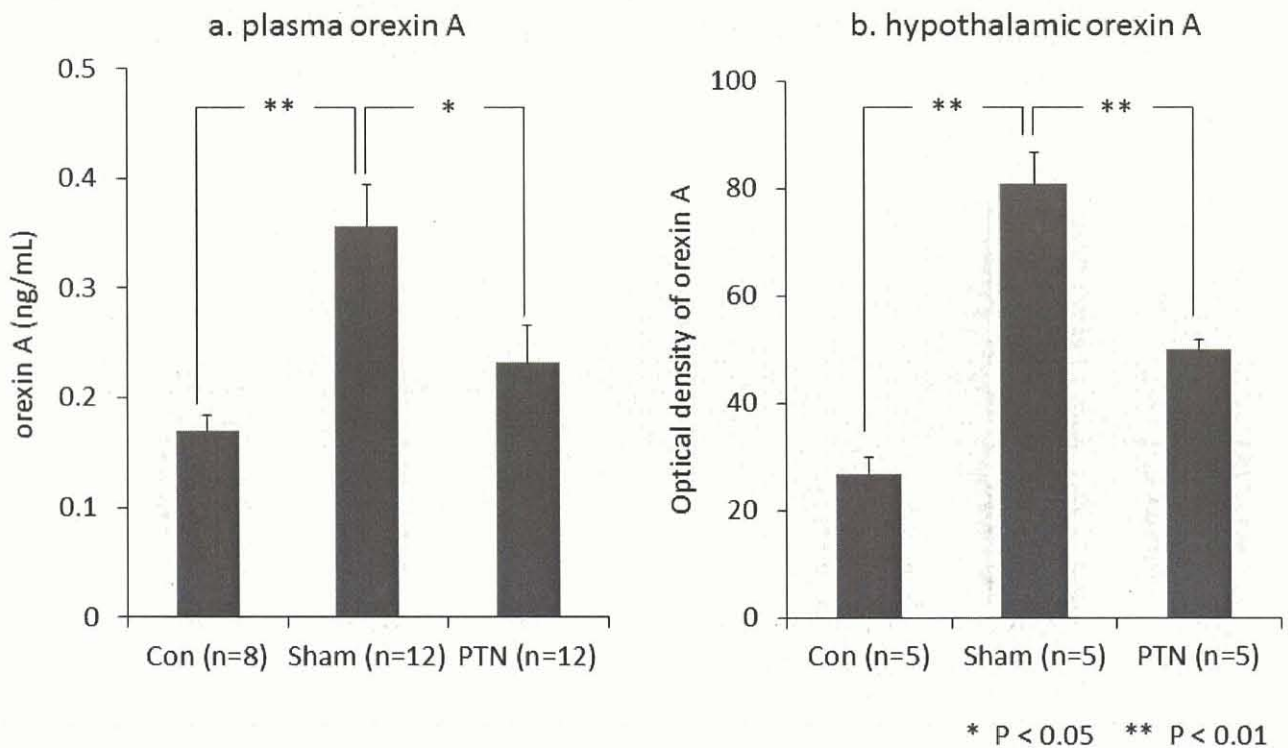 a. plasma orexin A
orexin A (ng/mL)
0.5
0.4
0.3
0.2
0.1
0
** *
Con (n=8) Sham (n=12) PTN (n=12)
b. hypothalamic orexin A
Optical density of orexin A
100
80
60
40
20
0
** **
Con (n=5) Sham (n=5) PTN (n=5)
* P < 0.05 ** P < 0.01